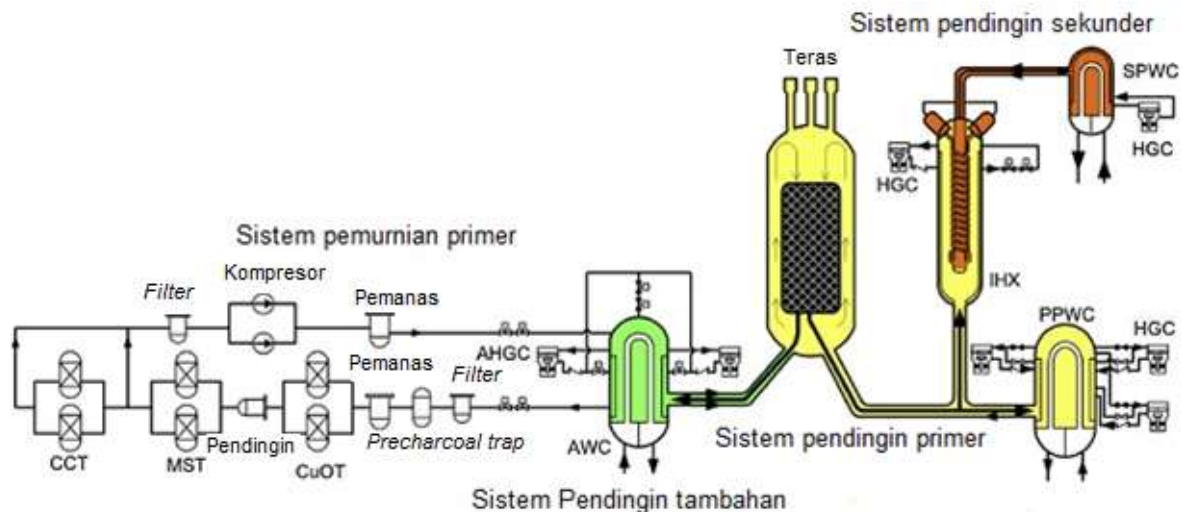 Sistem pendingin sekunder
Teras
SPWC
HGC
HGC
Sistem pemurnian primer
Kompresor
Filter
Pemanas
IHX
PPWC
HGC
AHGC
Pemanas
Filter
Pendingin
Precharcoal trap
Sistem pendingin primer
CCT
MST
CuOT
AWC
Sistem Pendingin tambahan